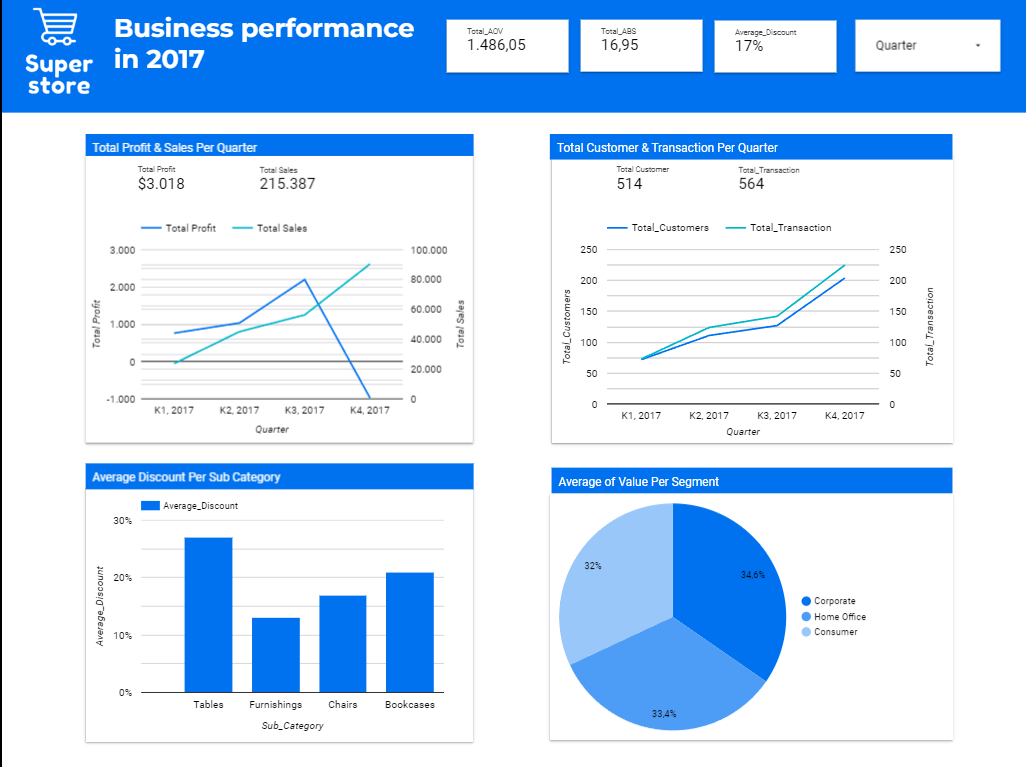 Super
store
Business performance
in 2017
Total_AOV
1.486,05
Total_ABS
16,95
Average_Discount
17%
Quarter
Total Profit & Sales Per Quarter
Total Profit
$3.018
Total Sales
215.387
Total Profit
Total Sales
3.000
2.000
1.000
0
-1.000
Total Profit
100.000
80.000
60.000
40.000
20.000
0
Total Sales
K1, 2017
K2, 2017
K3, 2017
K4, 2017
Quarter
Total Customer & Transaction Per Quarter
Total Customer
514
Total_Transaction
564
Total_Customers
Total_Transaction
250
200
150
100
50
0
Total_Customers
250
200
150
100
50
0
Total_Transaction
K1, 2017
K2, 2017
K3, 2017
K4, 2017
Quarter
Average Discount Per Sub Category
Average_Discount
30%
20%
10%
0%
Average_Discount
Tables
Furnishings
Chairs
Bookcases
Sub_Category
Average of Value Per Segment
32%
34,6%
33,4%
Corporate
Home Office
Consumer